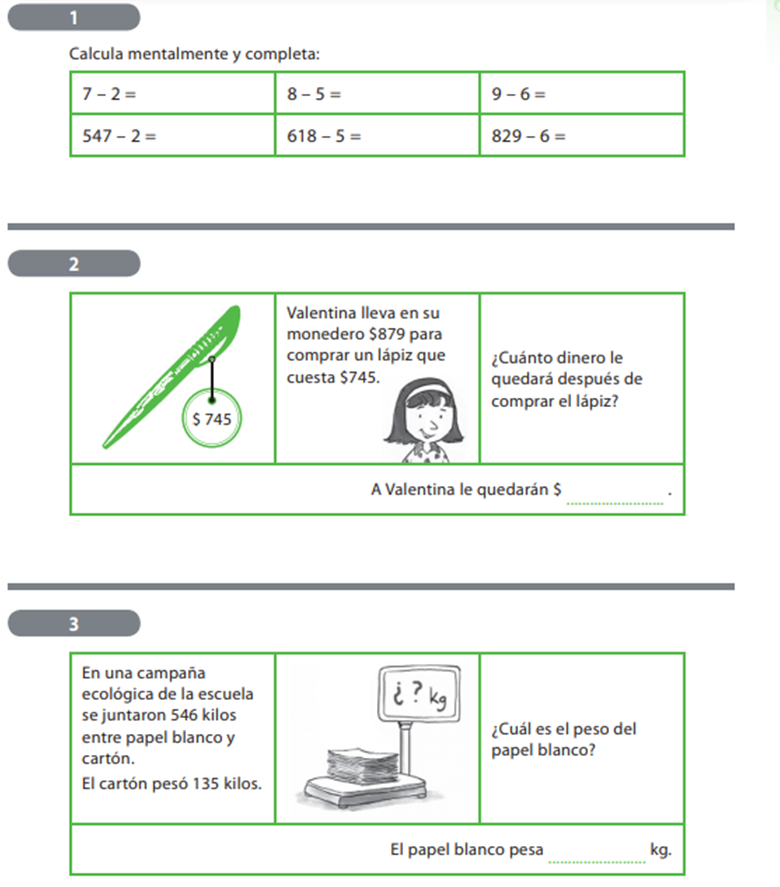 1
Calcula mentalmente y completa:
7 – 2 =
8 – 5 =
9 – 6 =
547 – 2 =
618 – 5 =
829 – 6 =
2
$ 745
Valentina lleva en su
monedero $879 para
comprar un lápiz que
cuesta $745.
¿Cuánto dinero le
quedará después de
comprar el lápiz?
A Valentina le quedarán $ .
3
En una campaña
ecológica de la escuela
se juntaron 546 kilos
entre papel blanco y
cartón.
El cartón pesó 135 kilos.
¿ ? kg
¿Cuál es el peso del
papel blanco?
El papel blanco pesa kg.